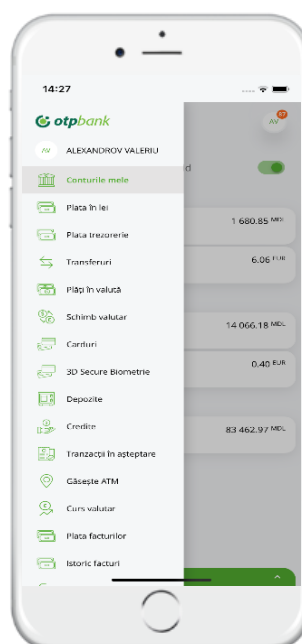 14:27
otpbank
AV
67
AV ALEXANDROV VALERIU
Conturile mele
Plata în lei
1 680.85 MDL
Plata trezorerie
Transferuri
6.06 EUR
Plăți în valută
Schimb valutar
14 066.18 MDL
Carduri
3D Secure Biometrie
0.40 EUR
Depozite
Credite
83 462.97 MDL
Tranzacții în așteptare
Găsește ATM
Curs valutar
Plata facturilor
Istoric facturi